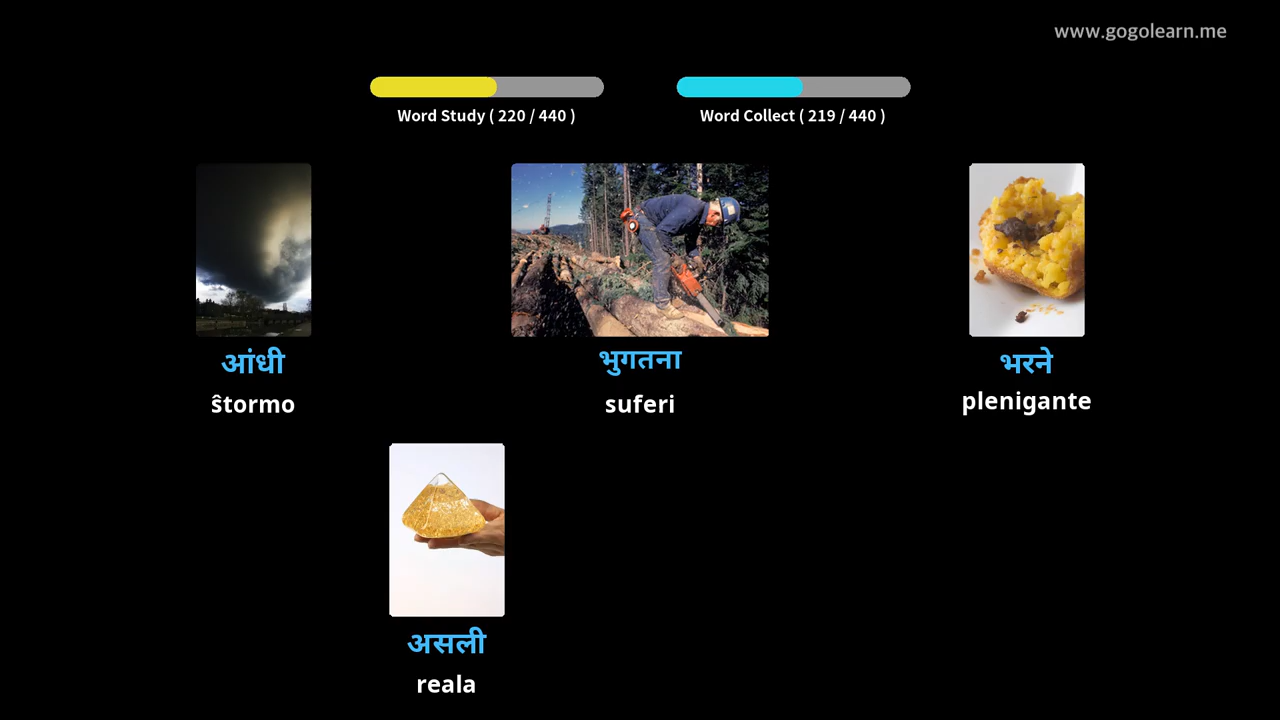 www.gogolearn.me
Word Study ( 220 / 440 )
Word Collect ( 219 / 440 )
आंधी
भुगतना
भरने
ŝtormo
suferi
plenigante
असली
reala